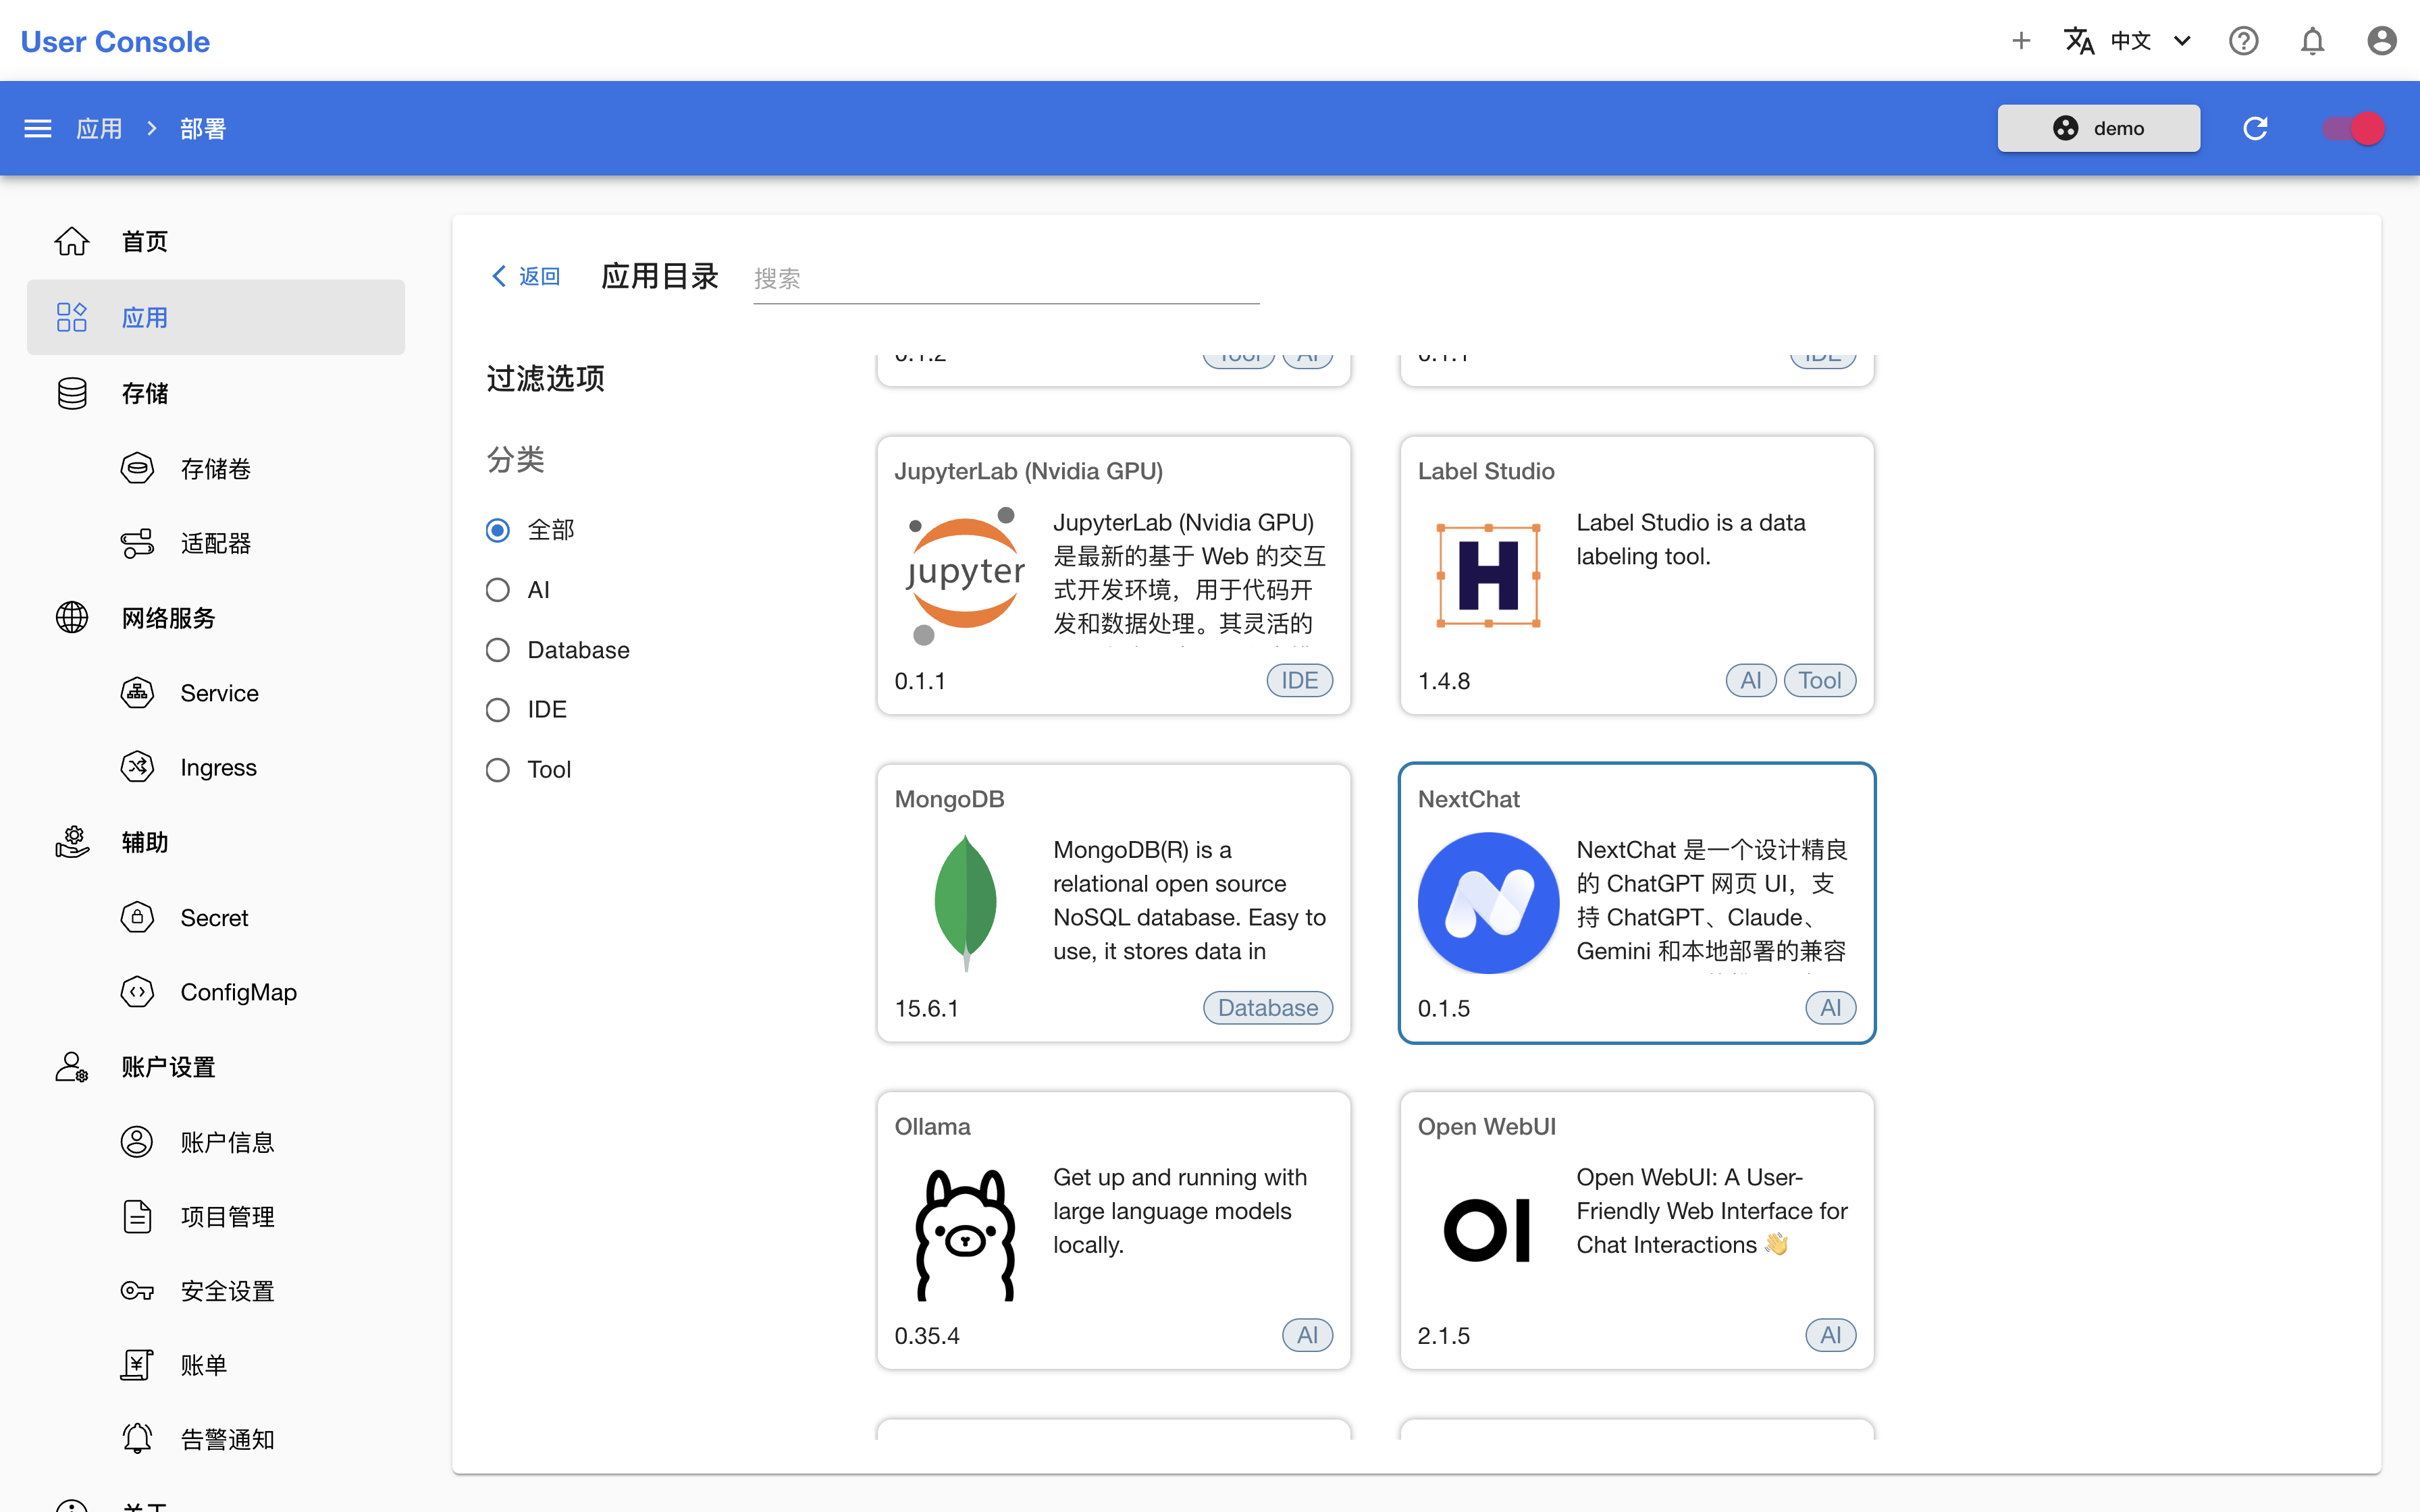 User Console
中文
应用
部署
demo
首页
应用
存储
存储卷
适配器
网络服务
Service
Ingress
辅助
Secret
ConfigMap
账户设置
账户信息
项目管理
安全设置
账单
告警通知
返回
应用目录
搜索
过滤选项
分类
全部
AI
Database
IDE
Tool
0.1.2
Tool
AI
0.1.1
IDE
JupyterLab (Nvidia GPU)
jupyter
JupyterLab (Nvidia GPU)
是最新的基于 Web 的交互
式开发环境，用于代码开
发和数据处理。其灵活的
0.1.1
IDE
Label Studio
Label Studio is a data
labeling tool.
1.4.8
AI
Tool
MongoDB
MongoDB(R) is a
relational open source
NoSQL database. Easy to
use, it stores data in
15.6.1
Database
NextChat
NextChat 是一个设计精良
的 ChatGPT 网页 UI，支
持 ChatGPT、Claude、
Gemini 和本地部署的兼容
0.1.5
AI
Ollama
Get up and running with
large language models
locally.
0.35.4
AI
Open WebUI
OI
Open WebUI: A User-
Friendly Web Interface for
Chat Interactions 👋
2.1.5
AI